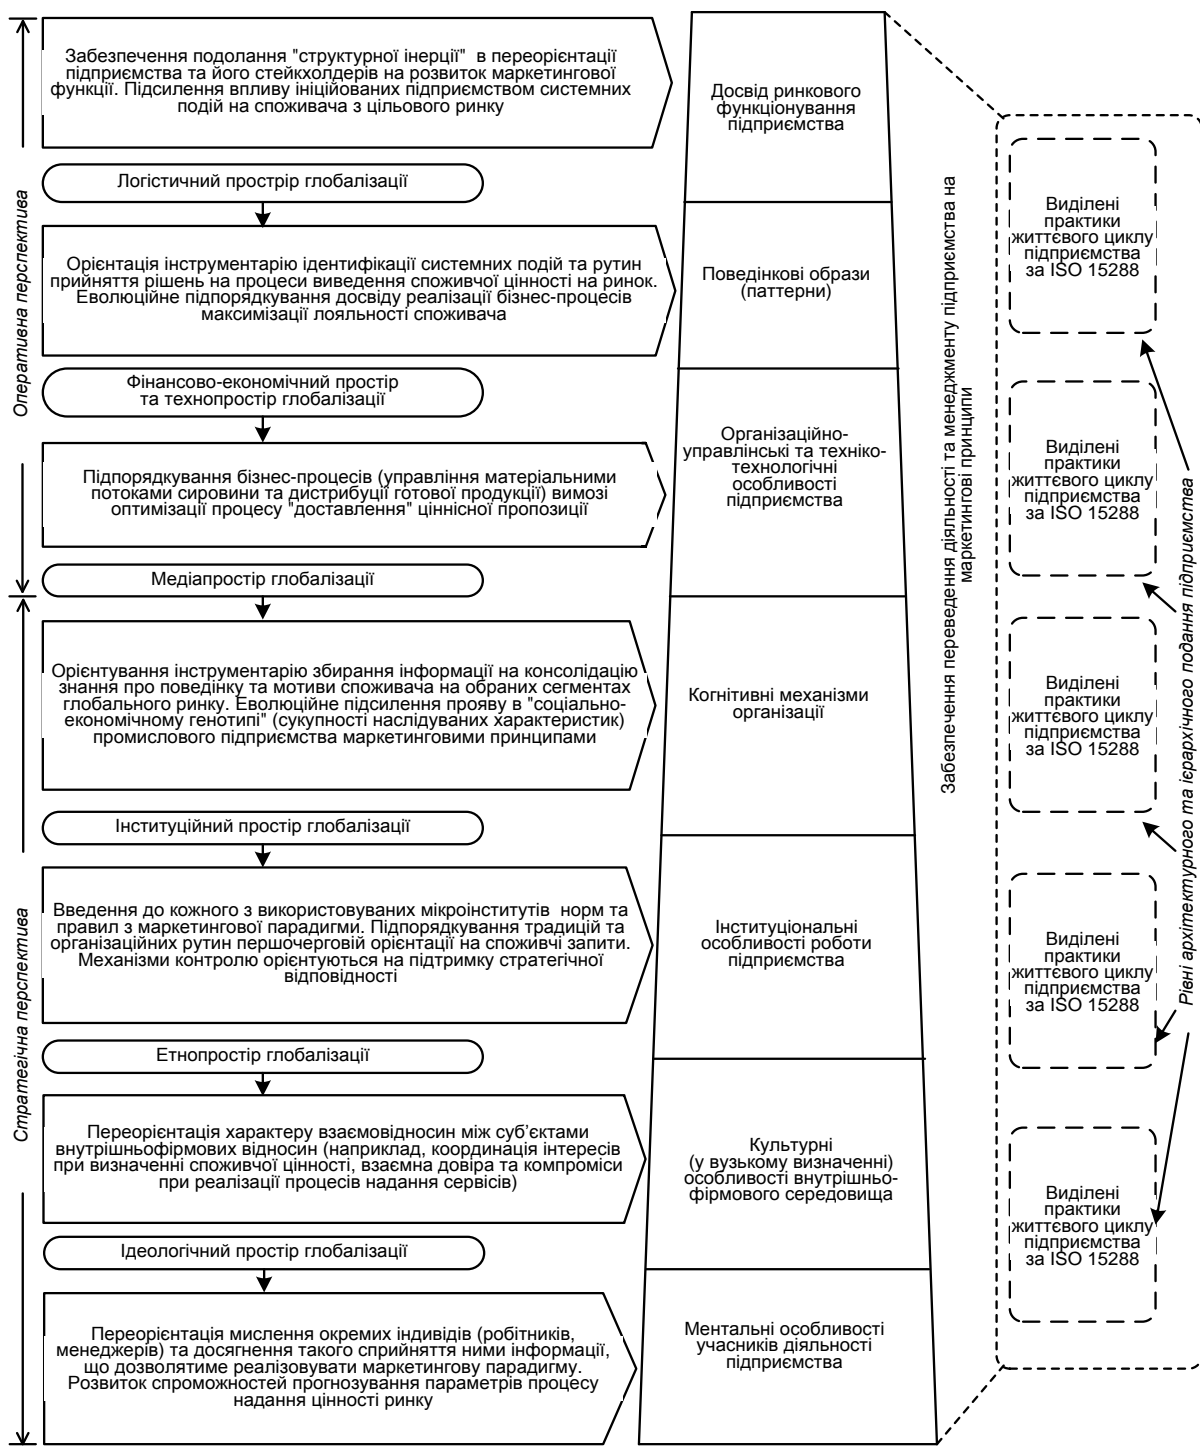 Забезпечення подолання "структурної інерції" в переорієнтації
підприємства та його стейкхолдерів на розвиток маркетингової
функції. Підсилення впливу ініційованих підприємством системних
подій на споживача з цільового ринку
Логістичний прострір глобалізації
Орієнтація інструментарію ідентифікації системних подій та рутин
прийняття рішень на процеси виведення споживчої цінності на ринок.
Еволюційне підпорядкування досвіду реалізації бізнес-процесів
максимізації лояльності споживача
Фінансово-економічний простір
та технопростір глобалізації
Підпорядкування бізнес-процесів (управління матеріальними
потоками сировини та дистрибуції готової продукції) вимозі
оптимізації процесу "доставлення" ціннісної пропозиції
Медіапростір глобалізації
Орієнтування інструментарію збирання інформації на консолідацію
знання про поведінку та мотиви споживача на обраних сегментах
глобального ринку. Еволюційне підсилення прояву в "соціально-
економічному генотипі" (сукупності наслідуваних характеристик)
промислового підприємства маркетинговими принципами
Інституційний простір глобалізації
Введення до кожного з використовуваних мікроінститутів норм та
правил з маркетингової парадигми. Підпорядкування традицій та
організаційних рутин першочерговій орієнтації на споживчі запити.
Механізми контролю орієнтуються на підтримку стратегічної
відповідності
Етнопростір глобалізації
Переорієнтація характеру взаємовідносин між суб’єктами
внутрішньофірмових відносин (наприклад, координація інтересів
при визначенні споживчої цінності, взаємна довіра та компроміси
при реалізації процесів надання сервісів)
Ідеологічний простір глобалізації
Переорієнтація мислення окремих індивідів (робітників,
менеджерів) та досягнення такого сприйняття ними інформації,
що дозволятиме реалізовувати маркетингову парадигму.
Розвиток спроможностей прогнозування параметрів процесу
надання цінності ринку
Оперативна перспектива
Стратегічна перспектива
Досвід ринкового
функціонування
підприємства
Поведінкові образи
(паттерни)
Організаційно-
управлінські та техніко-
технологічні
особливості
підприємства
Когнітивні механізми
організації
Інституціональні
особливості роботи
підприємства
Культурні
(у вузькому визначенні)
особливості внутрішньо-
фірмового середовища
Ментальні особливості
учасників діяльності
підприємства
Забезпечення переведення діяльності та менеджменту підприємства на
маркетингові принципи
Виділені
практики
життєвого циклу
підприємства
за ISO 15288
Виділені
практики
життєвого циклу
підприємства
за ISO 15288
Виділені
практики
життєвого циклу
підприємства
за ISO 15288
Виділені
практики
життєвого циклу
підприємства
за ISO 15288
Виділені
практики
життєвого циклу
підприємства
за ISO 15288
Рівні архітектурного та ієрархічного подання підприємства